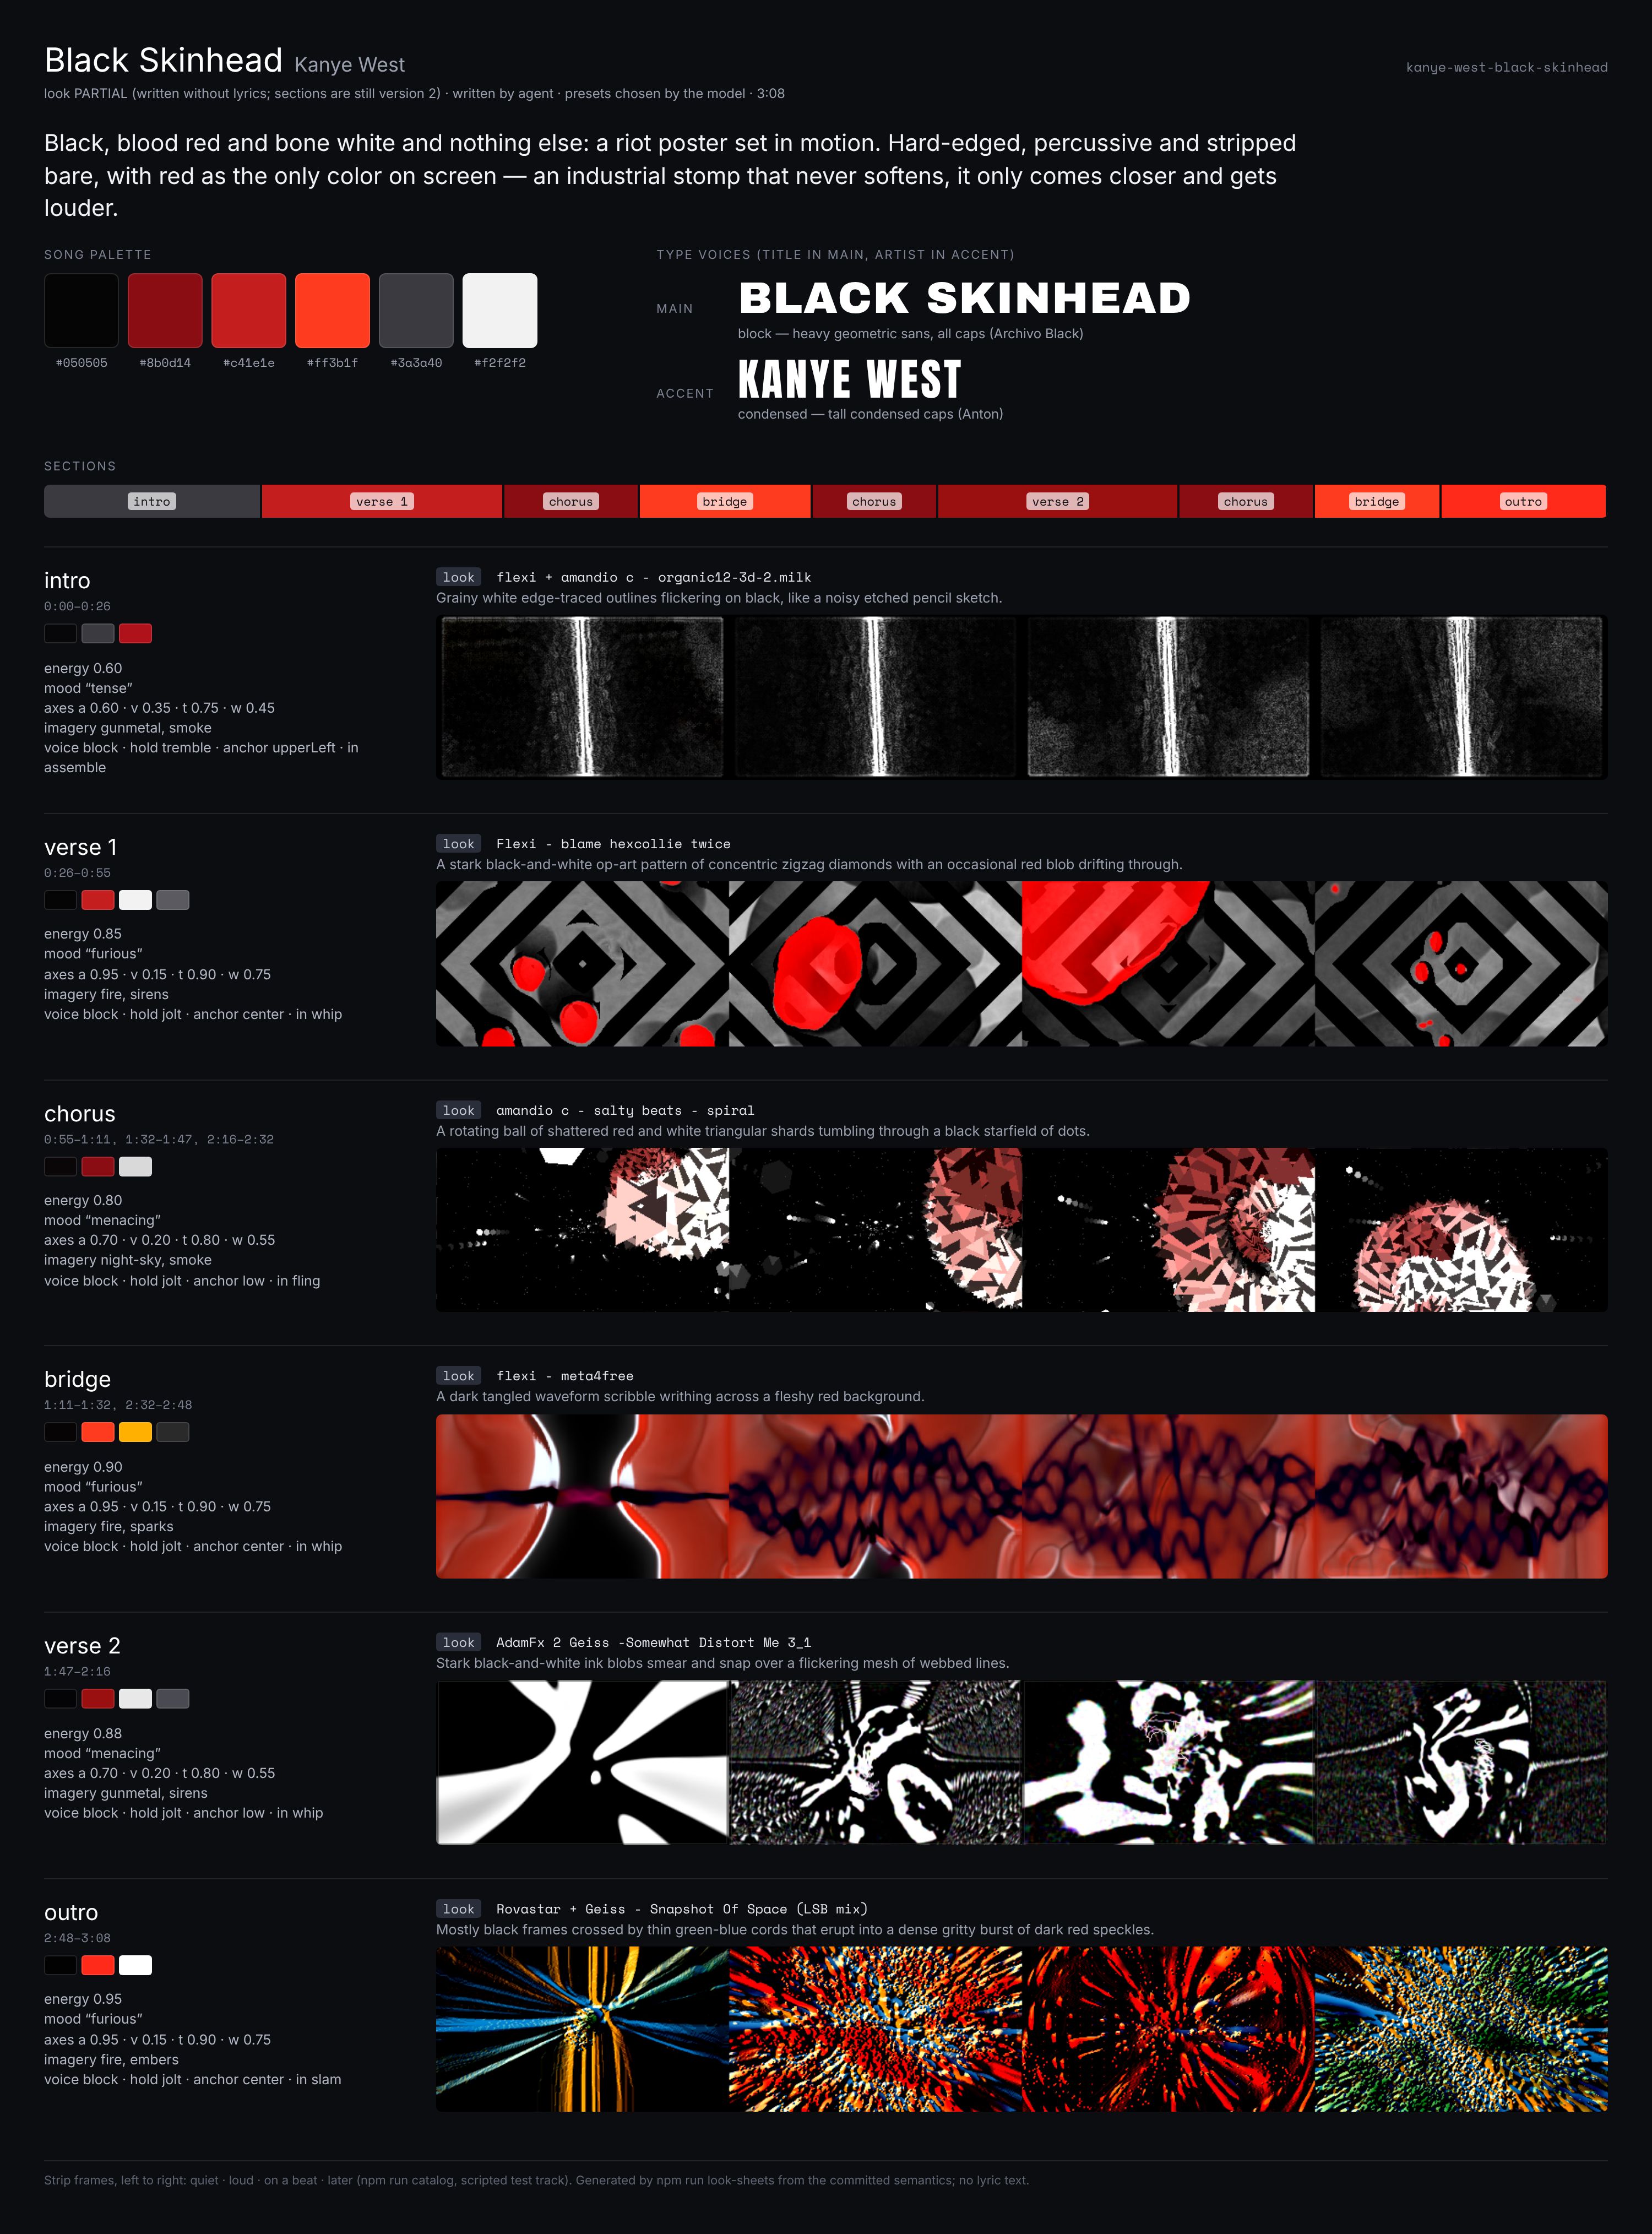 Black Skinhead Kanye West
kanye-west-black-skinhead
look PARTIAL (written without lyrics; sections are still version 2) · written by agent · presets chosen by the model · 3:08
Black, blood red and bone white and nothing else: a riot poster set in motion. Hard-edged, percussive and stripped
bare, with red as the only color on screen — an industrial stomp that never softens, it only comes closer and gets
louder.
SONG PALETTE
#050505 #8b0d14 #c41e1e #ff3b1f #3a3a40 #f2f2f2
TYPE VOICES (TITLE IN MAIN, ARTIST IN ACCENT)
MAIN BLACK SKINHEAD
block — heavy geometric sans, all caps (Archivo Black)
ACCENT KANYE WEST
condensed — tall condensed caps (Anton)
SECTIONS
intro verse 1 chorus bridge chorus verse 2 chorus bridge outro
intro
0:00–0:26
energy 0.60
mood “tense”
axes a 0.60 · v 0.35 · t 0.75 · w 0.45
imagery gunmetal, smoke
voice block · hold tremble · anchor upperLeft · in
assemble
look flexi + amandio c - organic12-3d-2.milk
Grainy white edge-traced outlines flickering on black, like a noisy etched pencil sketch.
verse 1
0:26–0:55
energy 0.85
mood “furious”
axes a 0.95 · v 0.15 · t 0.90 · w 0.75
imagery fire, sirens
voice block · hold jolt · anchor center · in whip
look Flexi - blame hexcollie twice
A stark black-and-white op-art pattern of concentric zigzag diamonds with an occasional red blob drifting through.
chorus
0:55–1:11, 1:32–1:47, 2:16–2:32
energy 0.80
mood “menacing”
axes a 0.70 · v 0.20 · t 0.80 · w 0.55
imagery night-sky, smoke
voice block · hold jolt · anchor low · in fling
look amandio c - salty beats - spiral
A rotating ball of shattered red and white triangular shards tumbling through a black starfield of dots.
bridge
1:11–1:32, 2:32–2:48
energy 0.90
mood “furious”
axes a 0.95 · v 0.15 · t 0.90 · w 0.75
imagery fire, sparks
voice block · hold jolt · anchor center · in whip
look flexi - meta4free
A dark tangled waveform scribble writhing across a fleshy red background.
verse 2
1:47–2:16
energy 0.88
mood “menacing”
axes a 0.70 · v 0.20 · t 0.80 · w 0.55
imagery gunmetal, sirens
voice block · hold jolt · anchor low · in whip
look AdamFx 2 Geiss -Somewhat Distort Me 3_1
Stark black-and-white ink blobs smear and snap over a flickering mesh of webbed lines.
outro
2:48–3:08
energy 0.95
mood “furious”
axes a 0.95 · v 0.15 · t 0.90 · w 0.75
imagery fire, embers
voice block · hold jolt · anchor center · in slam
look Rovastar + Geiss - Snapshot Of Space (LSB mix)
Mostly black frames crossed by thin green-blue cords that erupt into a dense gritty burst of dark red speckles.
Strip frames, left to right: quiet · loud · on a beat · later (npm run catalog, scripted test track). Generated by npm run look-sheets from the committed semantics; no lyric text.